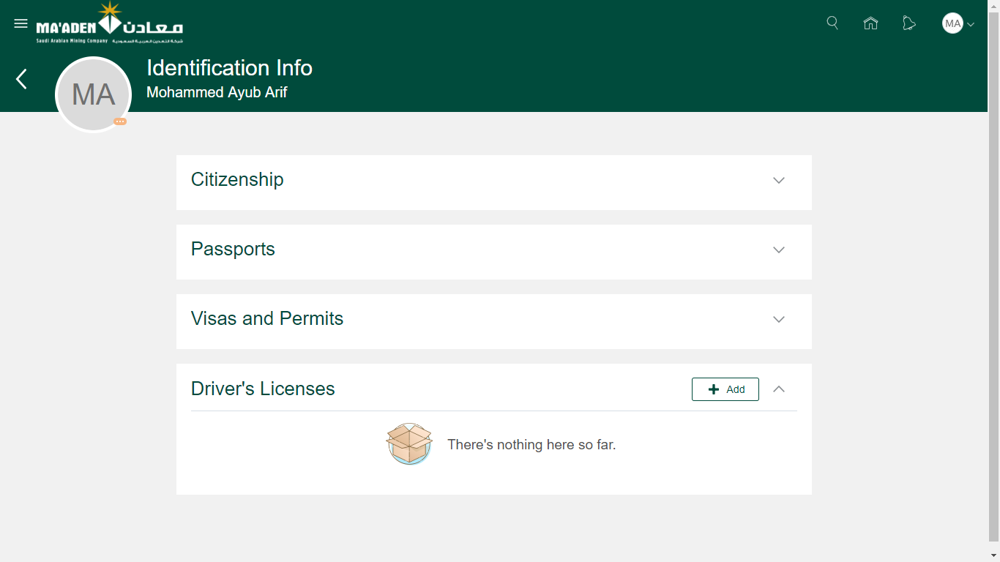 MA'ADEN معادن
Saudi Arabian Mining Company شركة التعدين العربية السعودية
MA
Identification Info
Mohammed Ayub Arif
MA
Citizenship
Passports
Visas and Permits
Driver's Licenses
Add
There's nothing here so far.